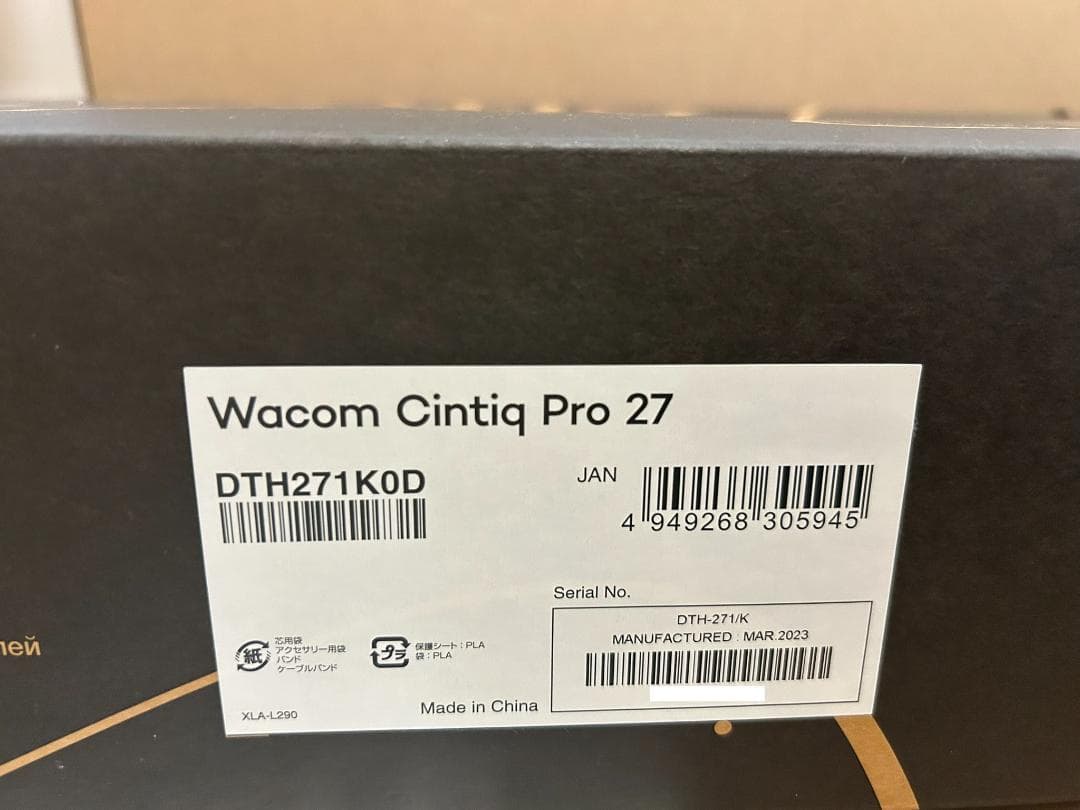 Wacom Cintiq Pro 27
DTH271K0D
JAN
4 949268 305945
Serial No.
DTH-271/K
MANUFACTURED : MAR.2023
紙
芯用袋
アクセサリー用袋
バンド
ケーブルバンド
プラ
保護シート：PLA
袋：PLA
XLA-L290
Made in China
лей